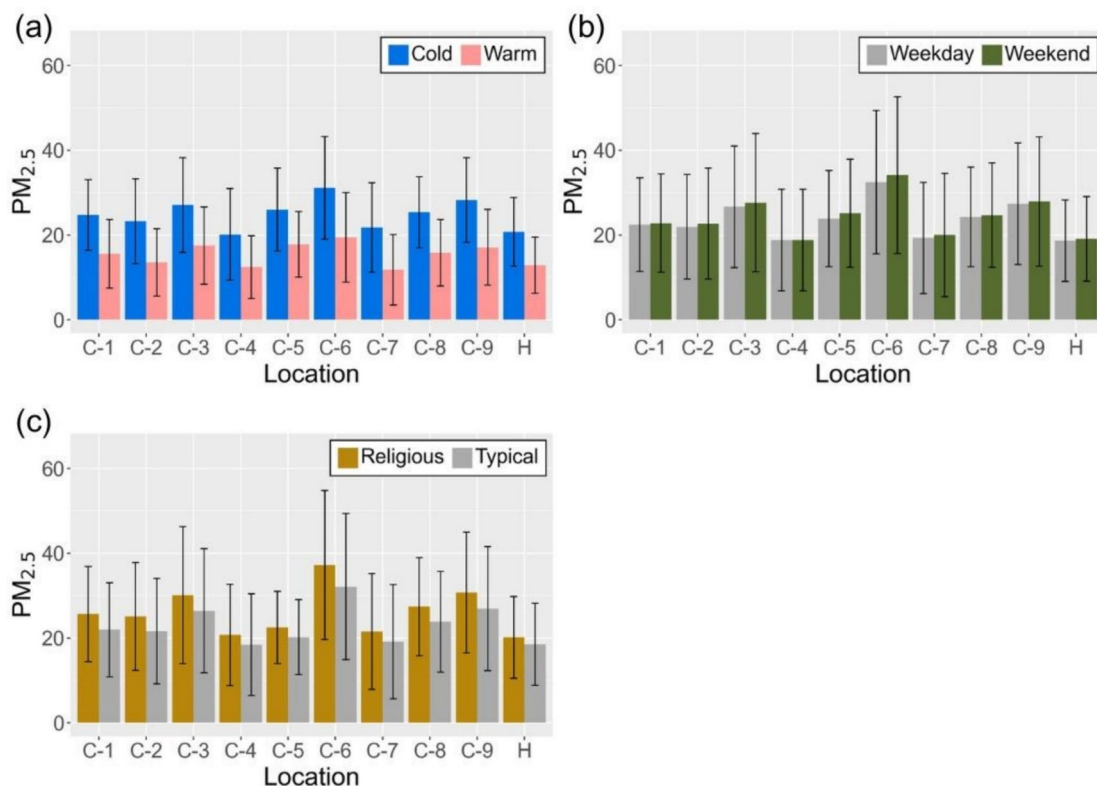 (a)
Cold Warm
60
40
20
0
PM2.5
C-1 C-2 C-3 C-4 C-5 C-6 C-7 C-8 C-9 H
Location
(b)
Weekday Weekend
60
40
20
0
PM2.5
C-1 C-2 C-3 C-4 C-5 C-6 C-7 C-8 C-9 H
Location
(c)
Religious Typical
60
40
20
0
PM2.5
C-1 C-2 C-3 C-4 C-5 C-6 C-7 C-8 C-9 H
Location